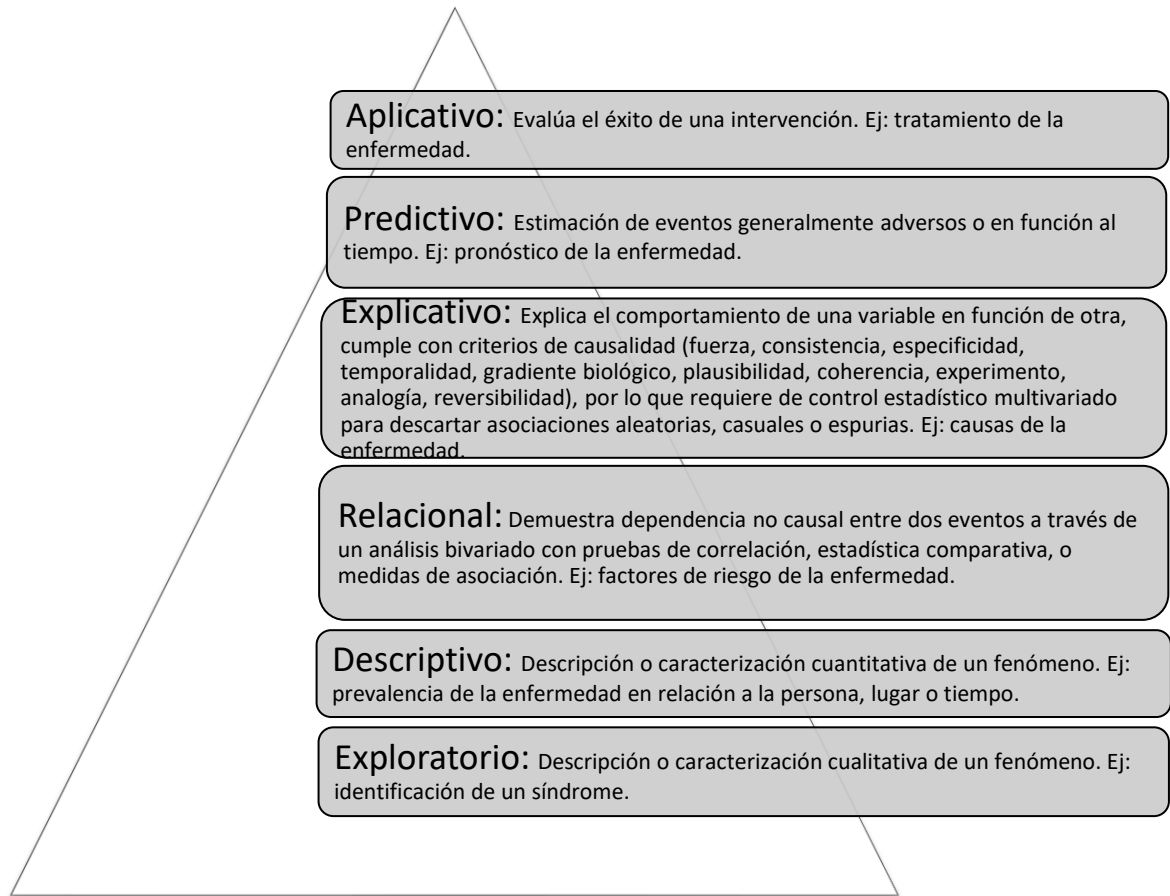 Aplicativo: Evalúa el éxito de una intervención. Ej: tratamiento de la
enfermedad.
Predictivo: Estimación de eventos generalmente adversos o en función al
tiempo. Ej: pronóstico de la enfermedad.
Explicativo: Explica el comportamiento de una variable en función de otra,
cumple con criterios de causalidad (fuerza, consistencia, especificidad,
temporalidad, gradiente biológico, plausibilidad, coherencia, experimento,
analogía, reversibilidad), por lo que requiere de control estadístico multivariado
para descartar asociaciones aleatorias, casuales o espurias. Ej: causas de la
enfermedad.
Relacional: Demuestra dependencia no causal entre dos eventos a través de
un análisis bivariado con pruebas de correlación, estadística comparativa, o
medidas de asociación. Ej: factores de riesgo de la enfermedad.
Descriptivo: Descripción o caracterización cuantitativa de un fenómeno. Ej:
prevalencia de la enfermedad en relación a la persona, lugar o tiempo.
Exploratorio: Descripción o caracterización cualitativa de un fenómeno. Ej:
identificación de un síndrome.